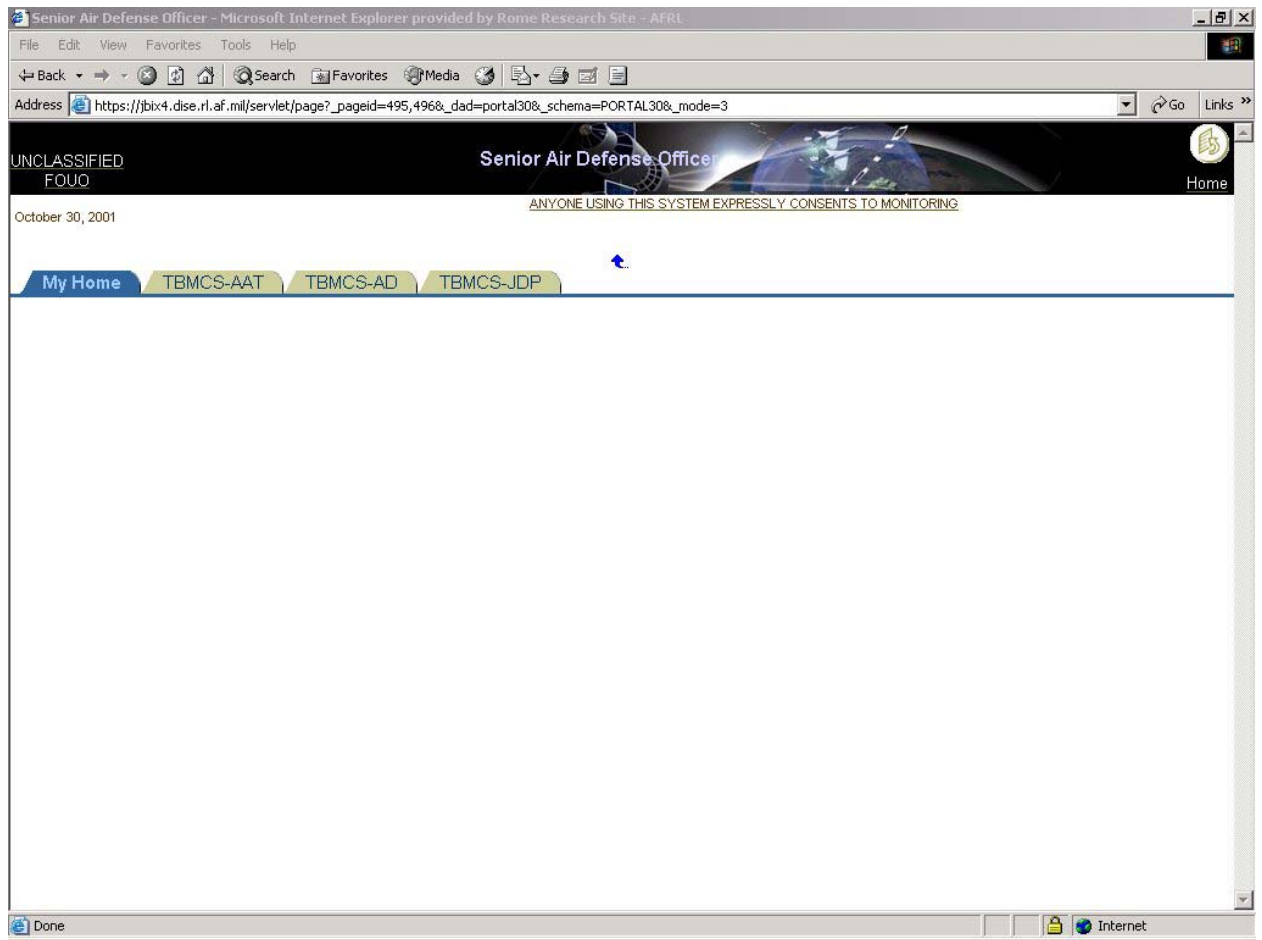 Senior Air Defense Officer - Microsoft Internet Explorer provided by Rome Research Site - AFRL
File Edit View Favorites Tools Help
Back Search Favorites Media
Address https://jbix4.dise.rl.af.mil/servlet/page?_pageid=495,496&_dad=portal30&_schema=PORTAL30&_mode=3 Go Links »
UNCLASSIFIED
FOUO
Senior Air Defense Officer
Home
ANYONE USING THIS SYSTEM EXPRESSLY CONSENTS TO MONITORING
October 30, 2001
My Home TBMCS-AAT TBMCS-AD TBMCS-JDP
Done Internet